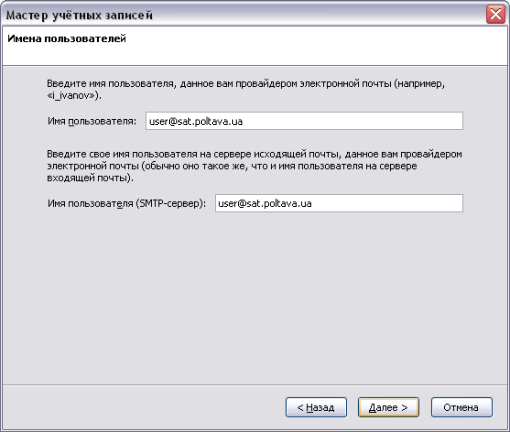 Мастер учётных записей
Имена пользователей
Введите имя пользователя, данное вам провайдером электронной почты (например,
«i_ivanov»).
Имя пользователя: user@sat.poltava.ua
Введите свое имя пользователя на сервере исходящей почты, данное вам провайдером
электронной почты (обычно оно такое же, что и имя пользователя на сервере
входящей почты).
Имя пользователя (SMTP-сервер): user@sat.poltava.ua
< Назад Далее > Отмена